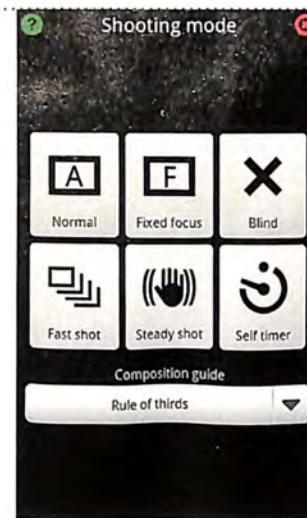 ?
Shooting mode
A
F
Normal
Fixed focus
Blind
Fast shot
Steady shot
Self timer
Composition guide
Rule of thirds